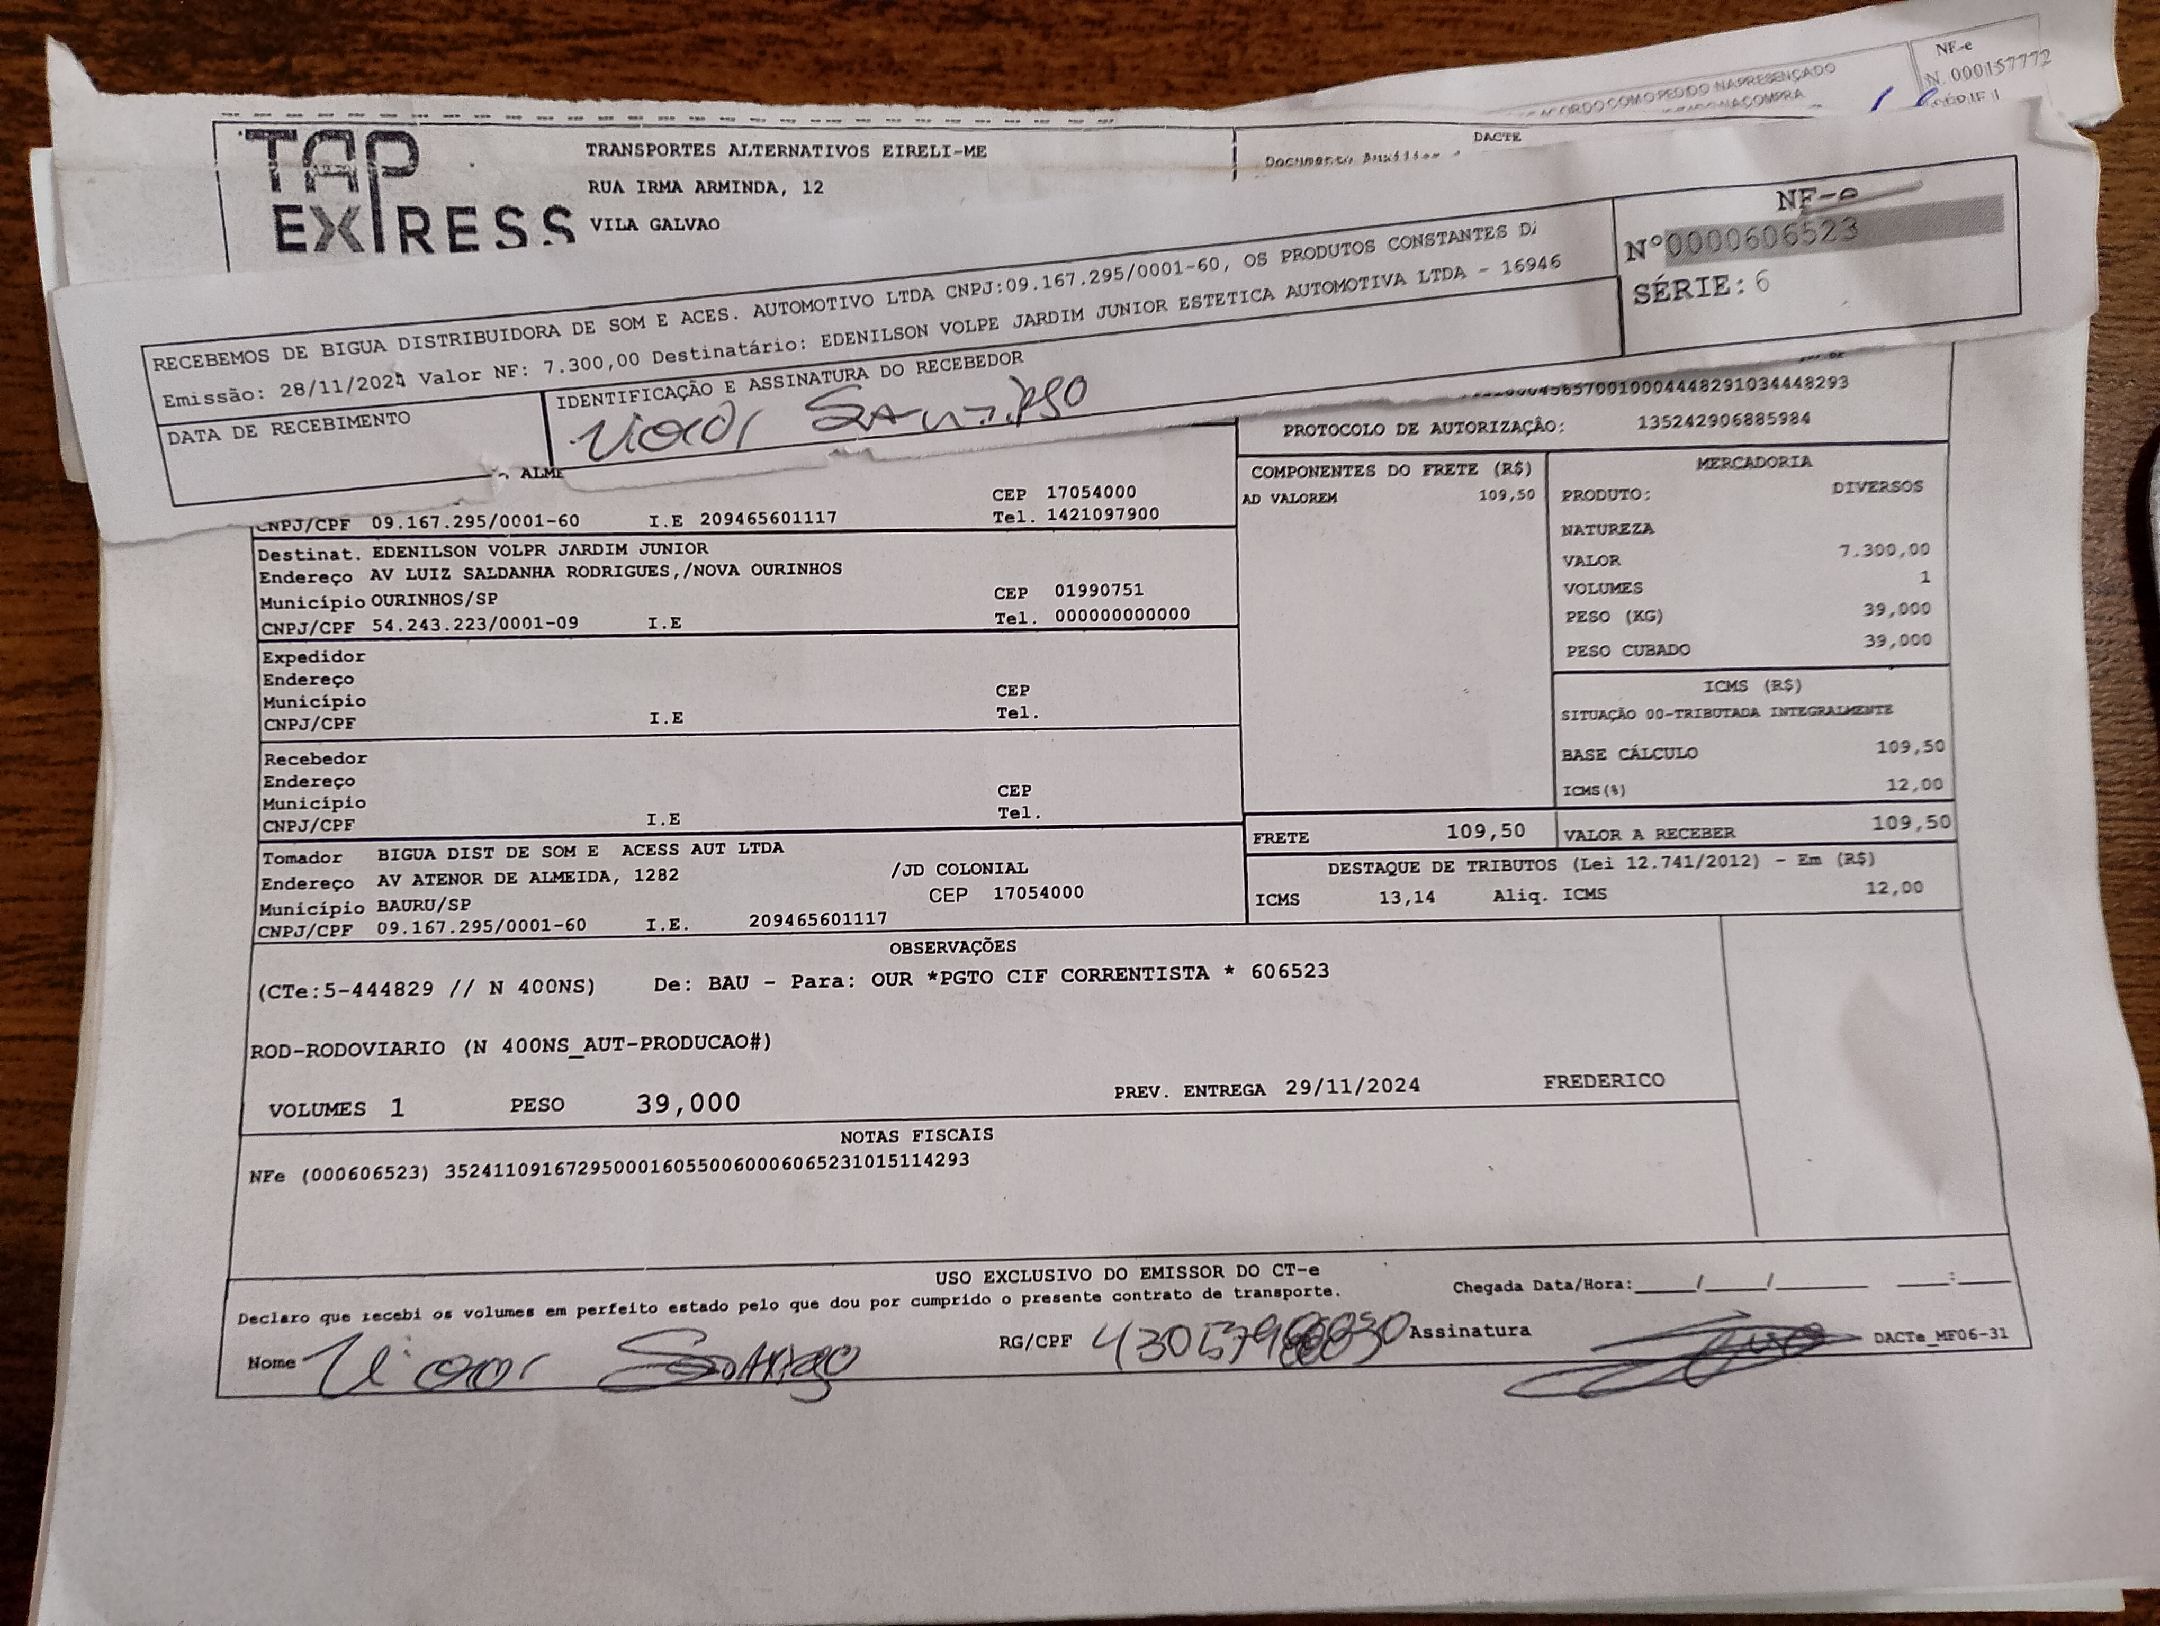 NF-e
N. 000157772
TAP
EXPRESS
TRANSPORTES ALTERNATIVOS EIRELI-ME
RUA IRMA ARMINDA, 12
VILA GALVAO
DACTE
Documento
RECEBEMOS DE BIGUA DISTRIBUIDORA DE SOM E ACES. AUTOMOTIVO LTDA CNPJ:09.167.295/0001-60, OS PRODUTOS CONSTANTES
Emissão: 28/11/2024 Valor NF: 7.300,00 Destinatário: EDENILSON VOLPE JARDIM JUNIOR ESTETICA AUTOMOTIVA LTDA - 16946
DATA DE RECEBIMENTO
IDENTIFICAÇÃO E ASSINATURA DO RECEBEDOR
NF-e
Nº0000606523
SÉRIE: 6
PROTOCOLO DE AUTORIZAÇÃO: 135242906885984
CEP 17054000
CNPJ/CPF 09.167.295/0001-60 I.E 209465601117 Tel. 1421097900
Destinat. EDENILSON VOLPR JARDIM JUNIOR
Endereço AV LUIZ SALDANHA RODRIGUES,/NOVA OURINHOS
Município OURINHOS/SP CEP 01990751
CNPJ/CPF 54.243.223/0001-09 I.E Tel. 000000000000
Expedidor
Endereço
Município CEP
CNPJ/CPF I.E Tel.
Recebedor
Endereço
Município CEP
CNPJ/CPF I.E Tel.
Tomador BIGUA DIST DE SOM E ACESS AUT LTDA
Endereço AV ATENOR DE ALMEIDA, 1282 /JD COLONIAL
Município BAURU/SP CEP 17054000
CNPJ/CPF 09.167.295/0001-60 I.E. 209465601117
COMPONENTES DO FRETE (R$)
AD VALOREM 109,50
MERCADORIA
PRODUTO: DIVERSOS
NATUREZA
VALOR 7.300,00
VOLUMES 1
PESO (KG) 39,000
PESO CUBADO 39,000
ICMS (R$)
SITUAÇÃO 00-TRIBUTADA INTEGRALMENTE
BASE CÁLCULO 109,50
ICMS(%) 12,00
FRETE 109,50 VALOR A RECEBER 109,50
DESTAQUE DE TRIBUTOS (Lei 12.741/2012) - Em (R$)
ICMS 13,14 Aliq. ICMS 12,00
OBSERVAÇÕES
(CTe:5-444829 // N 400NS) De: BAU - Para: OUR *PGTO CIF CORRENTISTA * 606523
ROD-RODOVIARIO (N 400NS_AUT-PRODUCAO#)
VOLUMES 1 PESO 39,000 PREV. ENTREGA 29/11/2024 FREDERICO
NOTAS FISCAIS
NFe (000606523) 35241109167295000160550060006065231015114293
USO EXCLUSIVO DO EMISSOR DO CT-e
Declaro que recebi os volumes em perfeito estado pelo que dou por cumprido o presente contrato de transporte.
Chegada Data/Hora:____/____/______ ___:___
Nome RG/CPF Assinatura DACTe_MF06-31